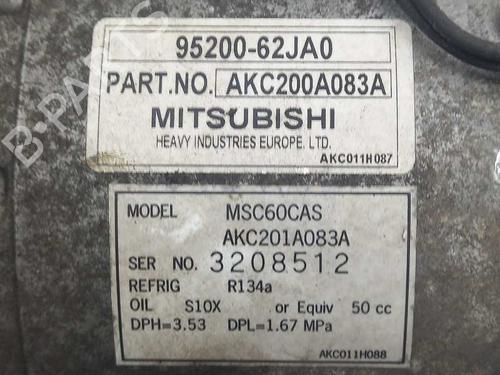 95200-62JA0
PART.NO. AKC200A083A
MITSUBISHI
HEAVY INDUSTRIES EUROPE. LTD.
AKC011H087
MODEL MSC60CAS
AKC201A083A
SER NO. 3208512
REFRIG R134a
OIL S10X or Equiv 50 cc
DPH=3.53 DPL=1.67 MPa
AKC011H088
B-PARTS